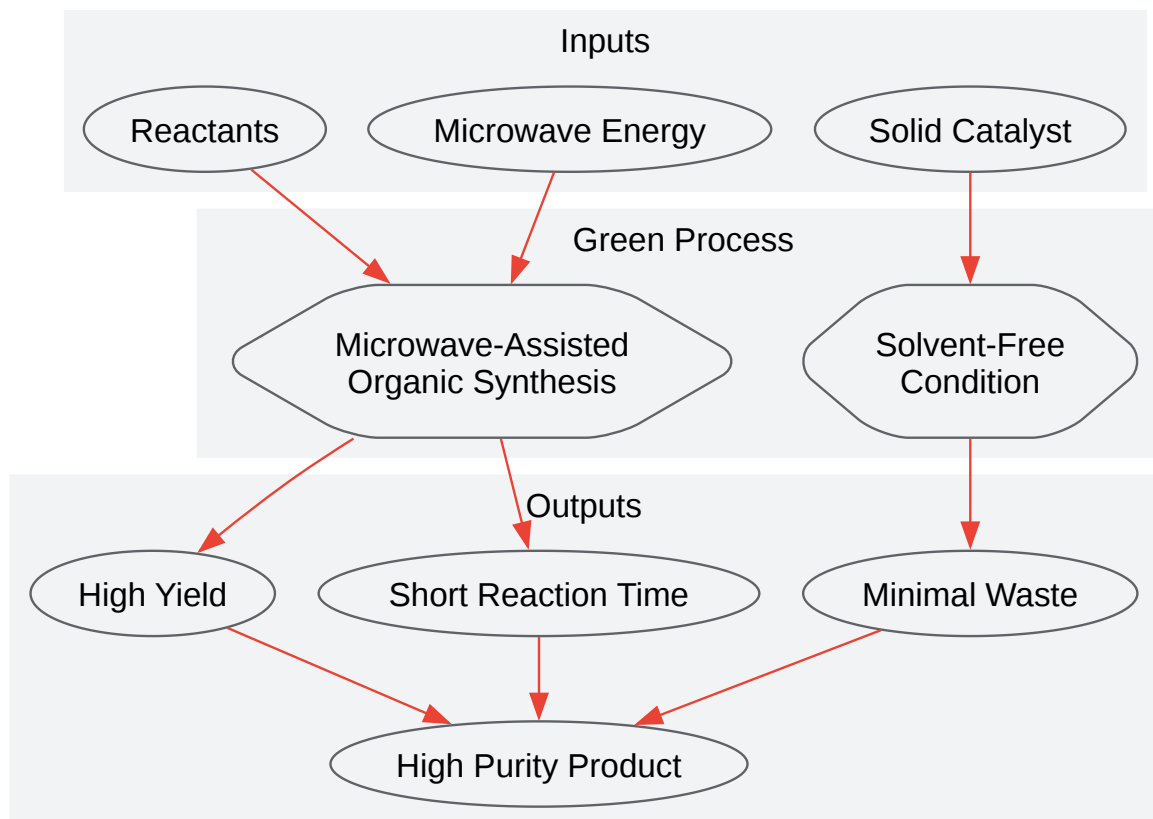 Inputs
Reactants
Microwave Energy
Solid Catalyst
Green Process
Microwave-Assisted
Organic Synthesis
Solvent-Free
Condition
Outputs
High Yield
Short Reaction Time
Minimal Waste
High Purity Product